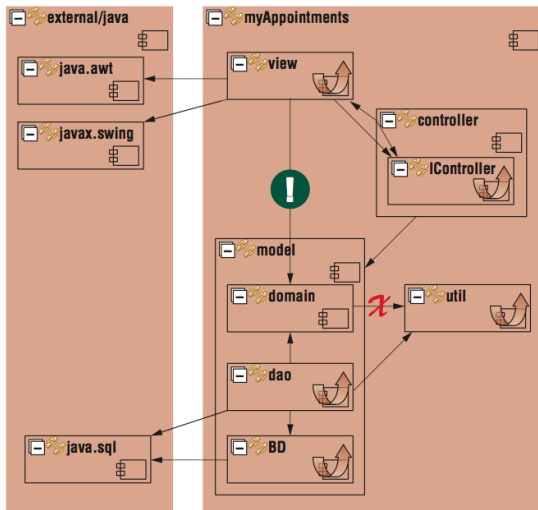 external/java
myAppointments
java.awt
view
javax.swing
controller
IController
!
model
domain
x
util
dao
java.sql
BD